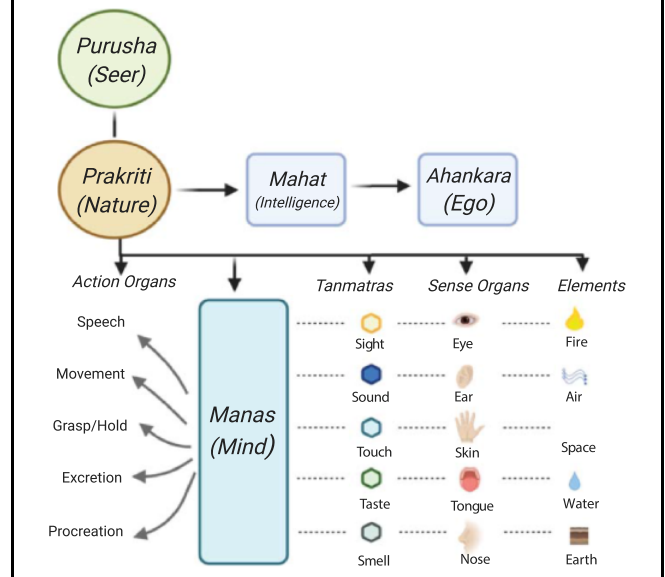 Purusha
(Seer)
Prakriti
(Nature)
Mahat
(Intelligence)
Ahankara
(Ego)
Action Organs
Tanmatras
Sense Organs
Elements
Speech
Movement
Grasp/Hold
Excretion
Procreation
Manas
(Mind)
Sight
Eye
Fire
Sound
Ear
Air
Touch
Skin
Space
Taste
Tongue
Water
Smell
Nose
Earth